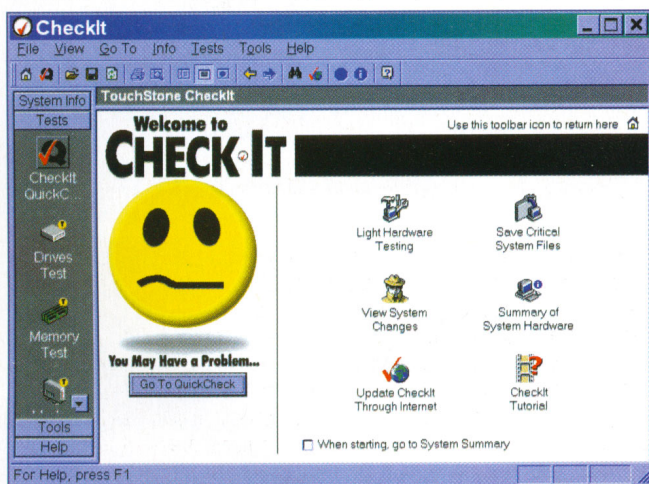 CheckIt
File View Go To Info Tests Tools Help
System Info
TouchStone CheckIt
Tests
CheckIt
QuickC...
Drives
Test
Memory
Test
Tools
Help
Welcome to
CHECK IT
Use this toolbar icon to return here
You May Have a Problem...
Go To QuickCheck
Light Hardware
Testing
Save Critical
System Files
View System
Changes
Summary of
System Hardware
Update CheckIt
Through Internet
CheckIt
Tutorial
When starting, go to System Summary
For Help, press F1